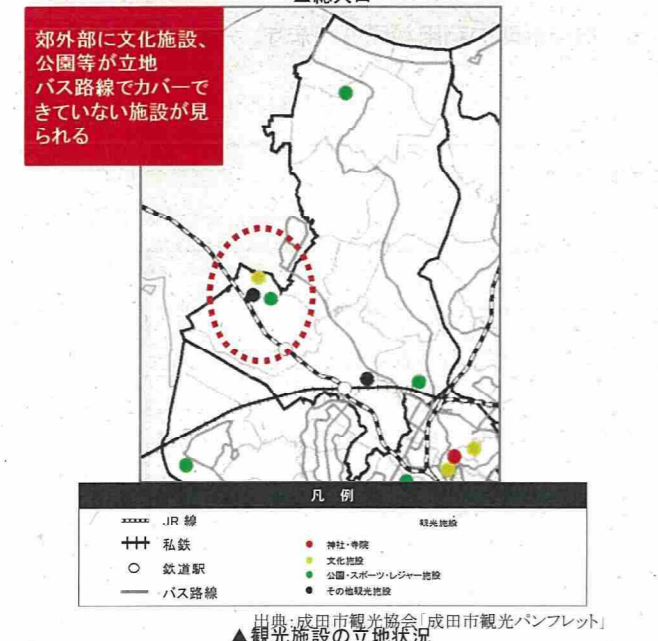 ▲総人口
郊外部に文化施設、
公園等が立地
バス路線でカバーで
きていない施設が見
られる
凡 例
JR 線
私鉄
鉄道駅
バス路線
観光施設
神社・寺院
文化施設
公園・スポーツ・レジャー施設
その他観光施設
出典:成田市観光協会「成田市観光パンフレット」
▲観光施設の立地状況